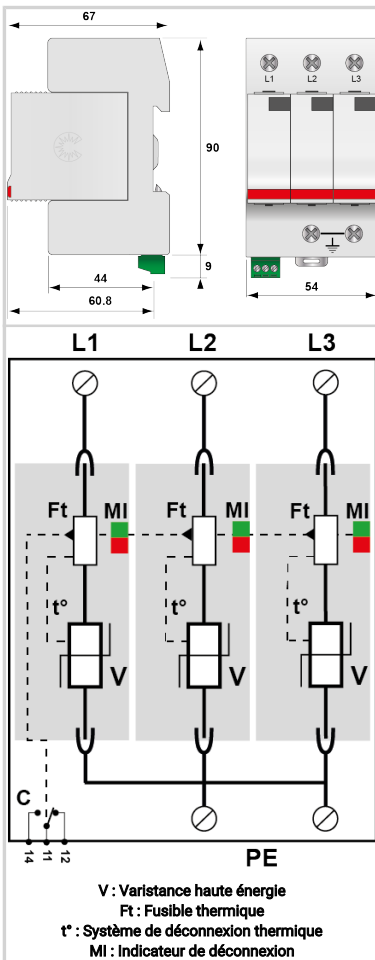 67
L1 L2 L3
90
9
44
60.8
54
L1 L2 L3
Ft MI Ft MI Ft MI
t° t° t°
V V V
C
14 11 12
PE
V : Varistance haute énergie
Ft : Fusible thermique
t° : Système de déconnexion thermique
MI : Indicateur de déconnexion